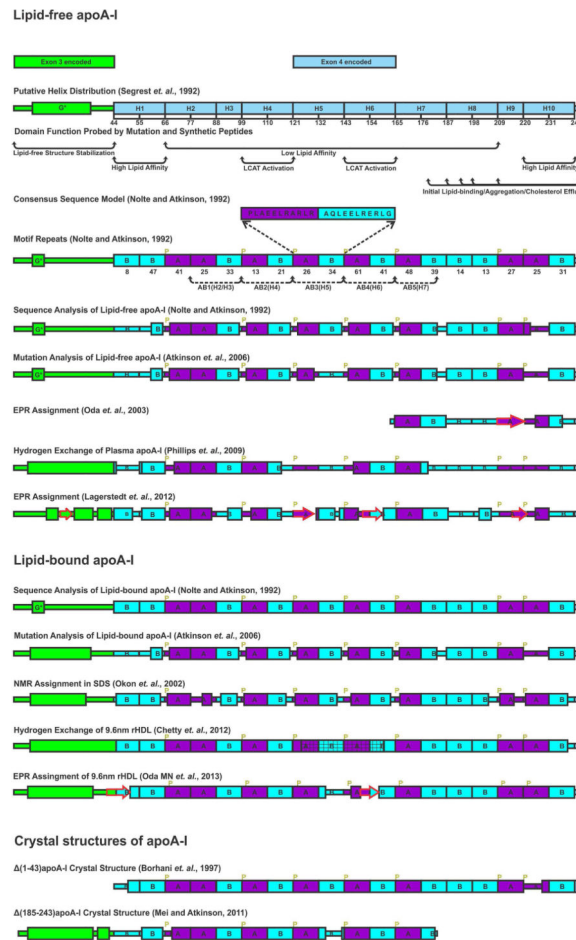 Lipid-free apoA-I
Exon 3 encoded Exon 4 encoded
Putative Helix Distribution (Segrest et. al., 1992)
G* H1 H2 H3 H4 H5 H6 H7 H8 H9 H10
44 55 66 88 99 110 121 132 143 154 165 176 187 198 209 220 231 24
Domain Function Probed by Mutation and Synthetic Peptides
Lipid-free Structure Stabilization Low Lipid Affinity
High Lipid Affinity LCAT Activation LCAT Activation High Lipid Affinity
Initial Lipid-binding/Aggregation/Cholesterol Efflu
Consensus Sequence Model (Nolte and Atkinson, 1992)
AQLEELRERLG
Motif Repeats (Nolte and Atkinson, 1992)
P P P P P P P P
G* B B A A B A B A B A B A B B B A A B
8 47 41 25 33 13 21 26 34 61 41 48 39 14 13 27 25 31
AB1(H2/H3) AB2(H4) AB3(H5) AB4(H6) AB5(H7)
Sequence Analysis of Lipid-free apoA-I (Nolte and Atkinson, 1992)
P P P P P P P P
G* B B A A B A B A B A B A B B B A A B
Mutation Analysis of Lipid-free apoA-I (Atkinson et. al., 2006)
P P P P P P P P
G* B B A A B A B A B A B A B B B A A B
EPR Assignment (Oda et. al., 2003)
P P P
A B B B A A B
Hydrogen Exchange of Plasma apoA-I (Phillips et. al., 2009)
P P P P P P P P
B B A A B A B A B A B A B B B A A B
EPR Assignment (Lagerstedt et. al., 2012)
P P P P P P P P
B B A A B A B A B A B A B B B A A B
Lipid-bound apoA-I
Sequence Analysis of Lipid-bound apoA-I (Nolte and Atkinson, 1992)
P P P P P P P P
G* B B A A B A B A B A B A B B B A A B
Mutation Analysis of Lipid-bound apoA-I (Atkinson et. al., 2006)
P P P P P P P P
B B A A B A B A B A B A B B B A A B
NMR Assignment in SDS (Okon et. al., 2002)
P P P P P P P P
B B A A B A B A B A B A B B B A A B
Hydrogen Exchange of 9.6nm rHDL (Chetty et. al., 2012)
P P P P P P P P
B B A A B A B A B A B A B B B A A B
EPR Assingment of 9.6nm rHDL (Oda MN et. al., 2013)
P P P P P P P P
B B A A B A B A B A B A B B B A A B
Crystal structures of apoA-I
Δ(1-43)apoA-I Crystal Structure (Borhani et. al., 1997)
P P P P P P P P
B B A A B A B A B A B A B B B A A B
Δ(185-243)apoA-I Crystal Structure (Mei and Atkinson, 2011)
P P P P P
B B A A B A B A B A B A B